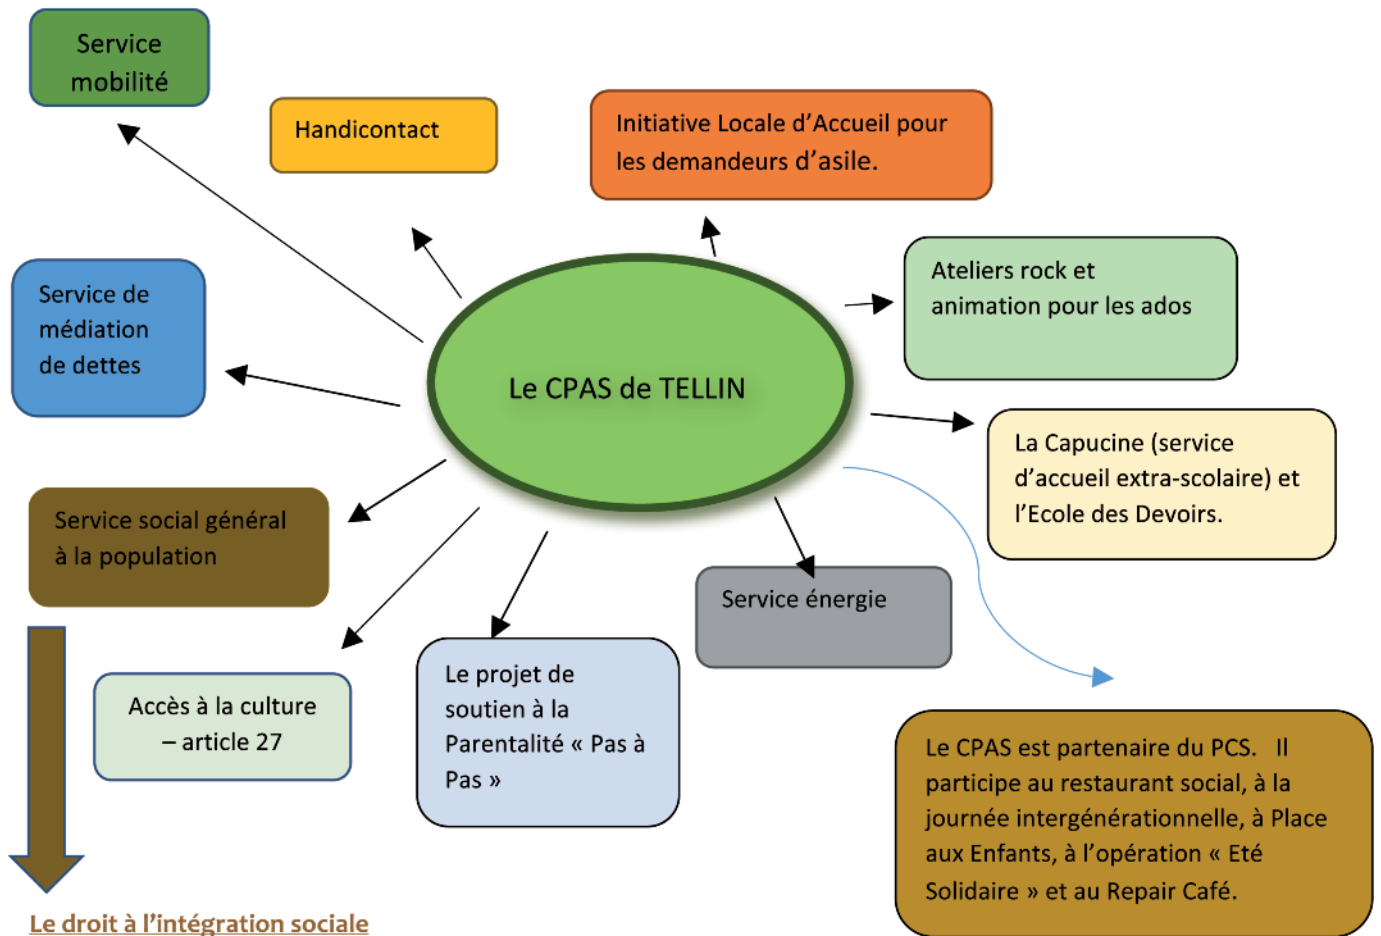 Service
mobilité
Handicontact
Initiative Locale d’Accueil pour
les demandeurs d’asile.
Ateliers rock et
animation pour les ados
Service de
médiation
de dettes
Le CPAS de TELLIN
La Capucine (service
d’accueil extra-scolaire) et
l’Ecole des Devoirs.
Service social général
à la population
Service énergie
Accès à la culture
– article 27
Le projet de
soutien à la
Parentalité « Pas à
Pas »
Le CPAS est partenaire du PCS. Il
participe au restaurant social, à la
journée intergénérationnelle, à Place
aux Enfants, à l’opération « Eté
Solidaire » et au Repair Café.
Le droit à l’intégration sociale